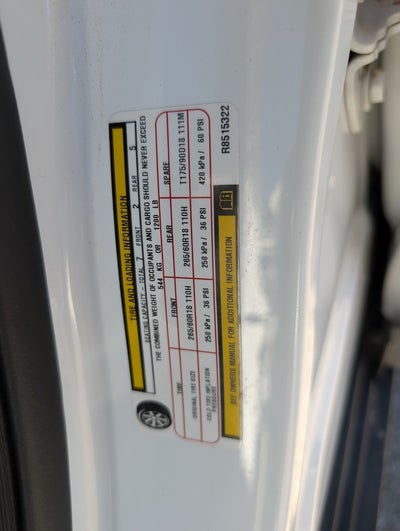 TIRE AND LOADING INFORMATION
SEATING CAPACITY - TOTAL 7 FRONT 2 REAR 5
THE COMBINED WEIGHT OF OCCUPANTS AND CARGO SHOULD NEVER EXCEED
544 KG OR 1200 LB
TIRE FRONT REAR SPARE
ORIGINAL TIRE SIZE 265/60R18 110H 265/60R18 110H T175/90D18 111M
COLD TIRE INFLATION PRESSURE 250 kPa / 36 PSI 250 kPa / 36 PSI 420 kPa / 60 PSI
SEE OWNERS MANUAL FOR ADDITIONAL INFORMATION
R8515322